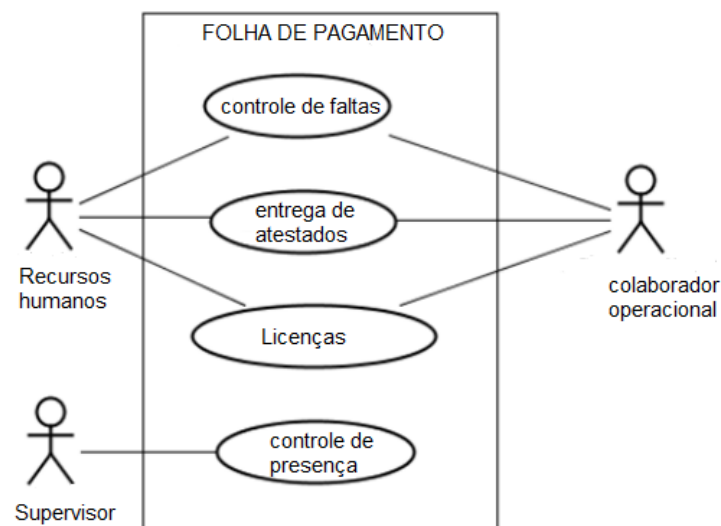 FOLHA DE PAGAMENTO
controle de faltas
entrega de
atestados
Recursos
humanos
colaborador
operacional
Licenças
controle de
presença
Supervisor